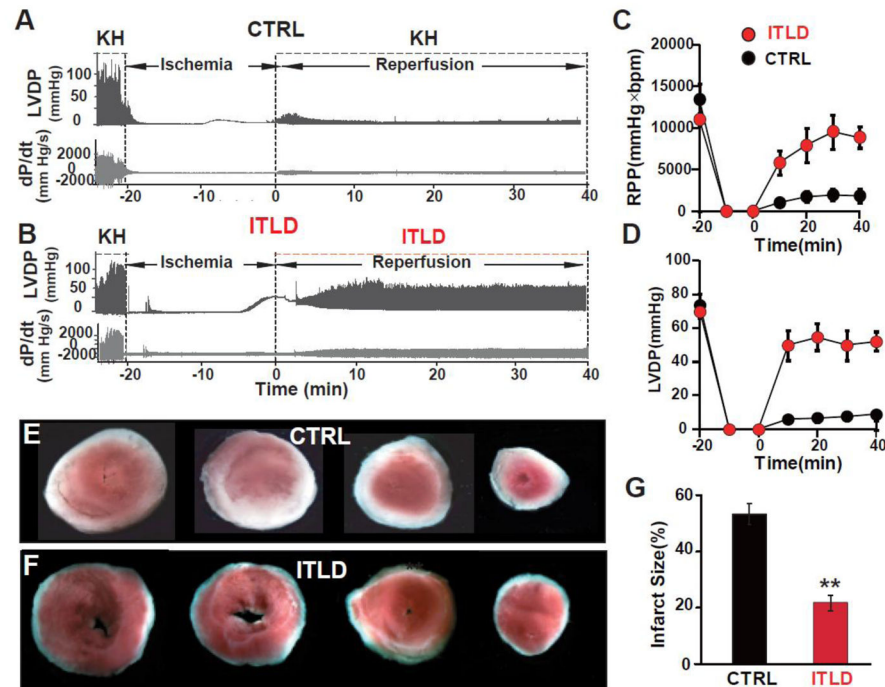 A
CTRL
KH
KH
Ischemia
Reperfusion
LVDP
(mmHg)
100
50
0
dP/dt
(mm Hg/s)
2000
0
-2000
-20
-10
0
10
20
30
40
B
KH
ITLD
ITLD
Ischemia
Reperfusion
LVDP
(mmHg)
100
50
0
dP/dt
(mm Hg/s)
2000
0
-2000
-20
-10
0
10
20
30
40
Time (min)
C
ITLD
CTRL
RPP(mmHg×bpm)
20000
15000
10000
5000
0
-20
0
20
40
Time(min)
D
LVDP(mmHg)
100
80
60
40
20
0
-20
0
20
40
Time(min)
E
CTRL
F
ITLD
**
G
Infarct Size(%)
60
40
20
0
**
CTRL
ITLD